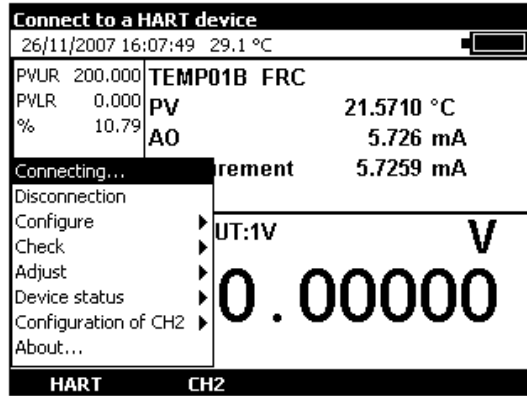 Connect to a HART device
26/11/2007 16:07:49 29.1 °C
PVUR 200.000
PVLR 0.000
% 10.79
TEMP01B FRC
PV 21.5710 °C
AO 5.726 mA
rement 5.7259 mA
Connecting...
Disconnection
Configure
Check
Adjust
Device status
Configuration of CH2
About...
UT:1V V
0.00000
HART CH2